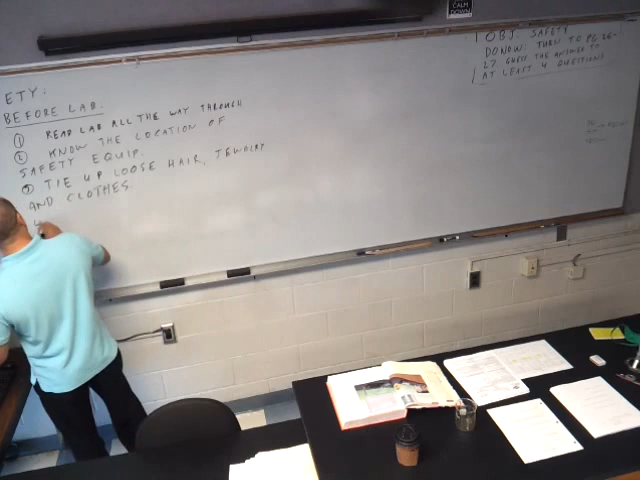 ETY:
BEFORE LAB:
① READ LAB ALL THE WAY THROUGH
② KNOW THE LOCATION OF
SAFETY EQUIP.
③ TIE UP LOOSE HAIR, JEWELRY
AND CLOTHES
CALM
DOWN
OBJ: SAFETY
DONOW: TURN TO PG 26-
27 GUESS THE ANSWER TO
AT LEAST 4 QUESTIONS